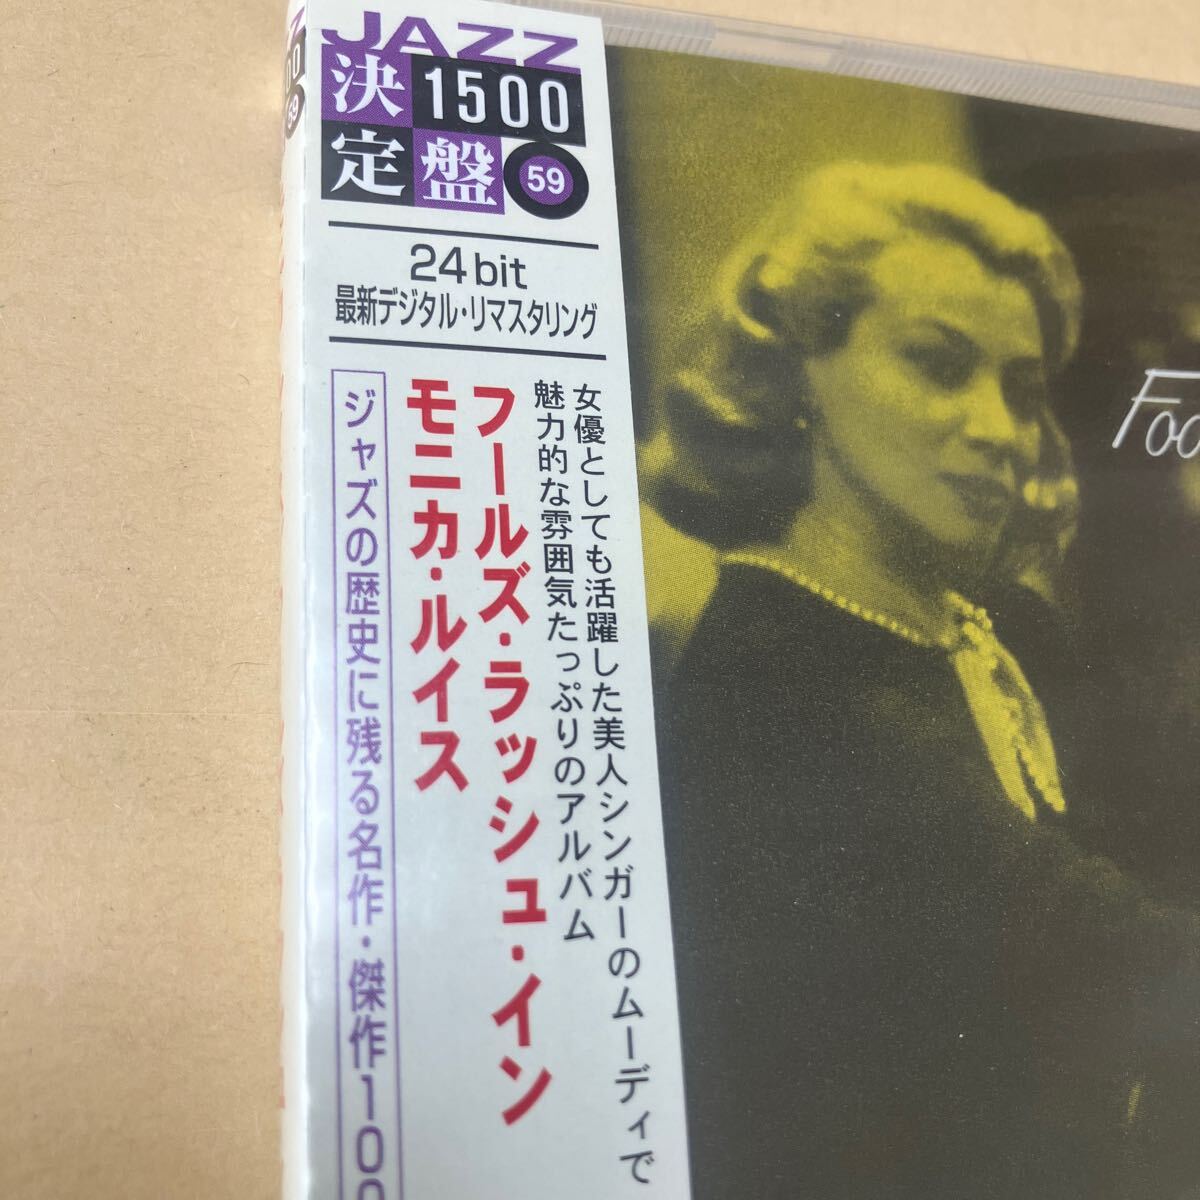 JAZZ
決定盤
1500
59
24bit
最新デジタル・リマスタリング
女優としても活躍した美人シンガーのムーディで
魅力的な雰囲気たっぷりのアルバム
フールズ・ラッシュ・イン
モニカ・ルイス
ジャズの歴史に残る名作・傑作10
59